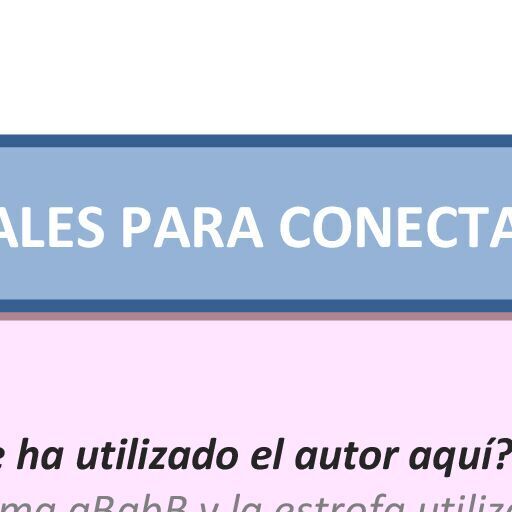 ALES PARA CONECTA
e ha utilizado el autor aquí?
ma aBabB y la estrofa utiliz